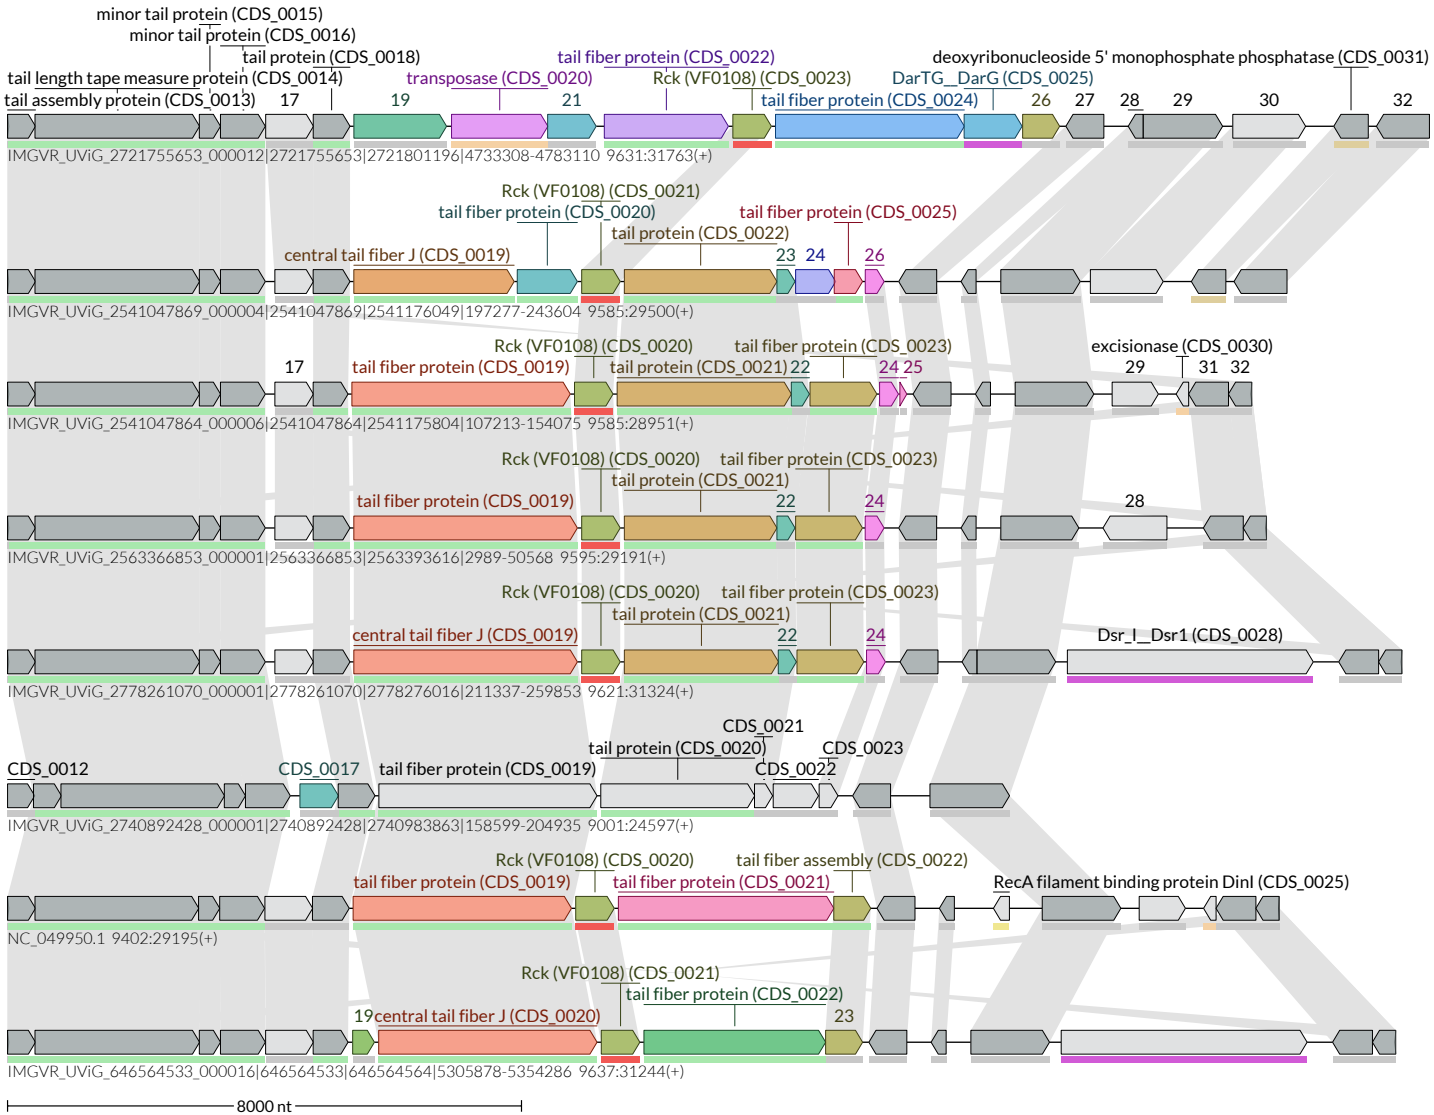 minor tail protein (CDS_0015)
minor tail protein (CDS_0016)
tail protein (CDS_0018) tail fiber protein (CDS_0022) deoxyribonucleoside 5' monophosphate phosphatase (CDS_0031)
tail length tape measure protein (CDS_0014) transposase (CDS_0020) Rck (VF0108) (CDS_0023) DarTG__DarG (CDS_0025)
tail assembly protein (CDS_0013) 17 19 21 tail fiber protein (CDS_0024) 26 27 28 29 30 32
IMGVR_UViG_2721755653_000012|2721755653|2721801196|4733308-4783110 9631:31763(+)
Rck (VF0108) (CDS_0021)
tail fiber protein (CDS_0020) tail fiber protein (CDS_0025)
tail protein (CDS_0022)
central tail fiber J (CDS_0019) 23 24 26
IMGVR_UViG_2541047869_000004|2541047869|2541176049|197277-243604 9585:29500(+)
Rck (VF0108) (CDS_0020) tail fiber protein (CDS_0023) excisionase (CDS_0030)
17 tail fiber protein (CDS_0019) tail protein (CDS_0021) 22 24 25 29 31 32
IMGVR_UViG_2541047864_000006|2541047864|2541175804|107213-154075 9585:28951(+)
Rck (VF0108) (CDS_0020) tail fiber protein (CDS_0023)
tail protein (CDS_0021)
tail fiber protein (CDS_0019) 22 24 28
IMGVR_UViG_2563366853_000001|2563366853|2563393616|2989-50568 9595:29191(+)
Rck (VF0108) (CDS_0020) tail fiber protein (CDS_0023)
tail protein (CDS_0021)
central tail fiber J (CDS_0019) 22 24 Dsr_I__Dsr1 (CDS_0028)
IMGVR_UViG_2778261070_000001|2778261070|2778276016|211337-259853 9621:31324(+)
CDS_0021
tail protein (CDS_0020) CDS_0023
CDS_0012 CDS_0017 tail fiber protein (CDS_0019) CDS_0022
IMGVR_UViG_2740892428_000001|2740892428|2740983863|158599-204935 9001:24597(+)
Rck (VF0108) (CDS_0020) tail fiber assembly (CDS_0022)
tail fiber protein (CDS_0019) tail fiber protein (CDS_0021) RecA filament binding protein DinI (CDS_0025)
NC_049950.1 9402:29195(+)
Rck (VF0108) (CDS_0021)
tail fiber protein (CDS_0022)
19 central tail fiber J (CDS_0020) 23
IMGVR_UViG_646564533_000016|646564533|646564564|5305878-5354286 9637:31244(+)
8000 nt